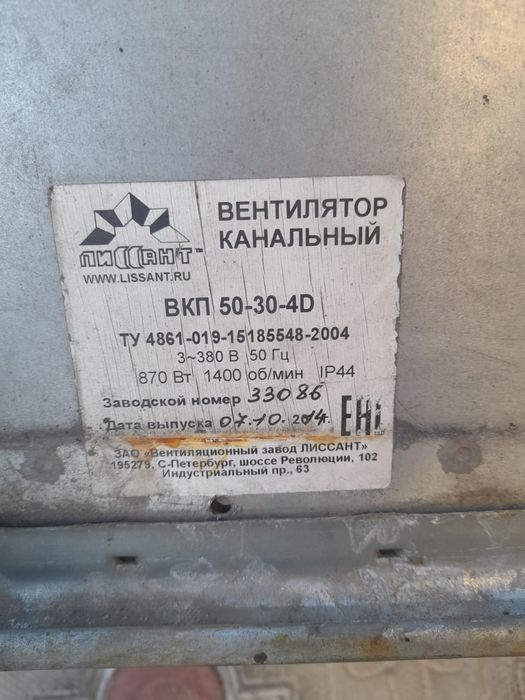 ЛИССАНТ™
WWW.LISSANT.RU
ВЕНТИЛЯТОР
КАНАЛЬНЫЙ
ВКП 50-30-4D
ТУ 4861-019-15185548-2004
3~380 В 50 Гц
870 Вт 1400 об/мин IP44
Заводской номер 33086
Дата выпуска 07.10.2014.
EAC
ЗАО «Вентиляционный завод ЛИССАНТ»
195279, С-Петербург, шоссе Революции, 102
Индустриальный пр., 63